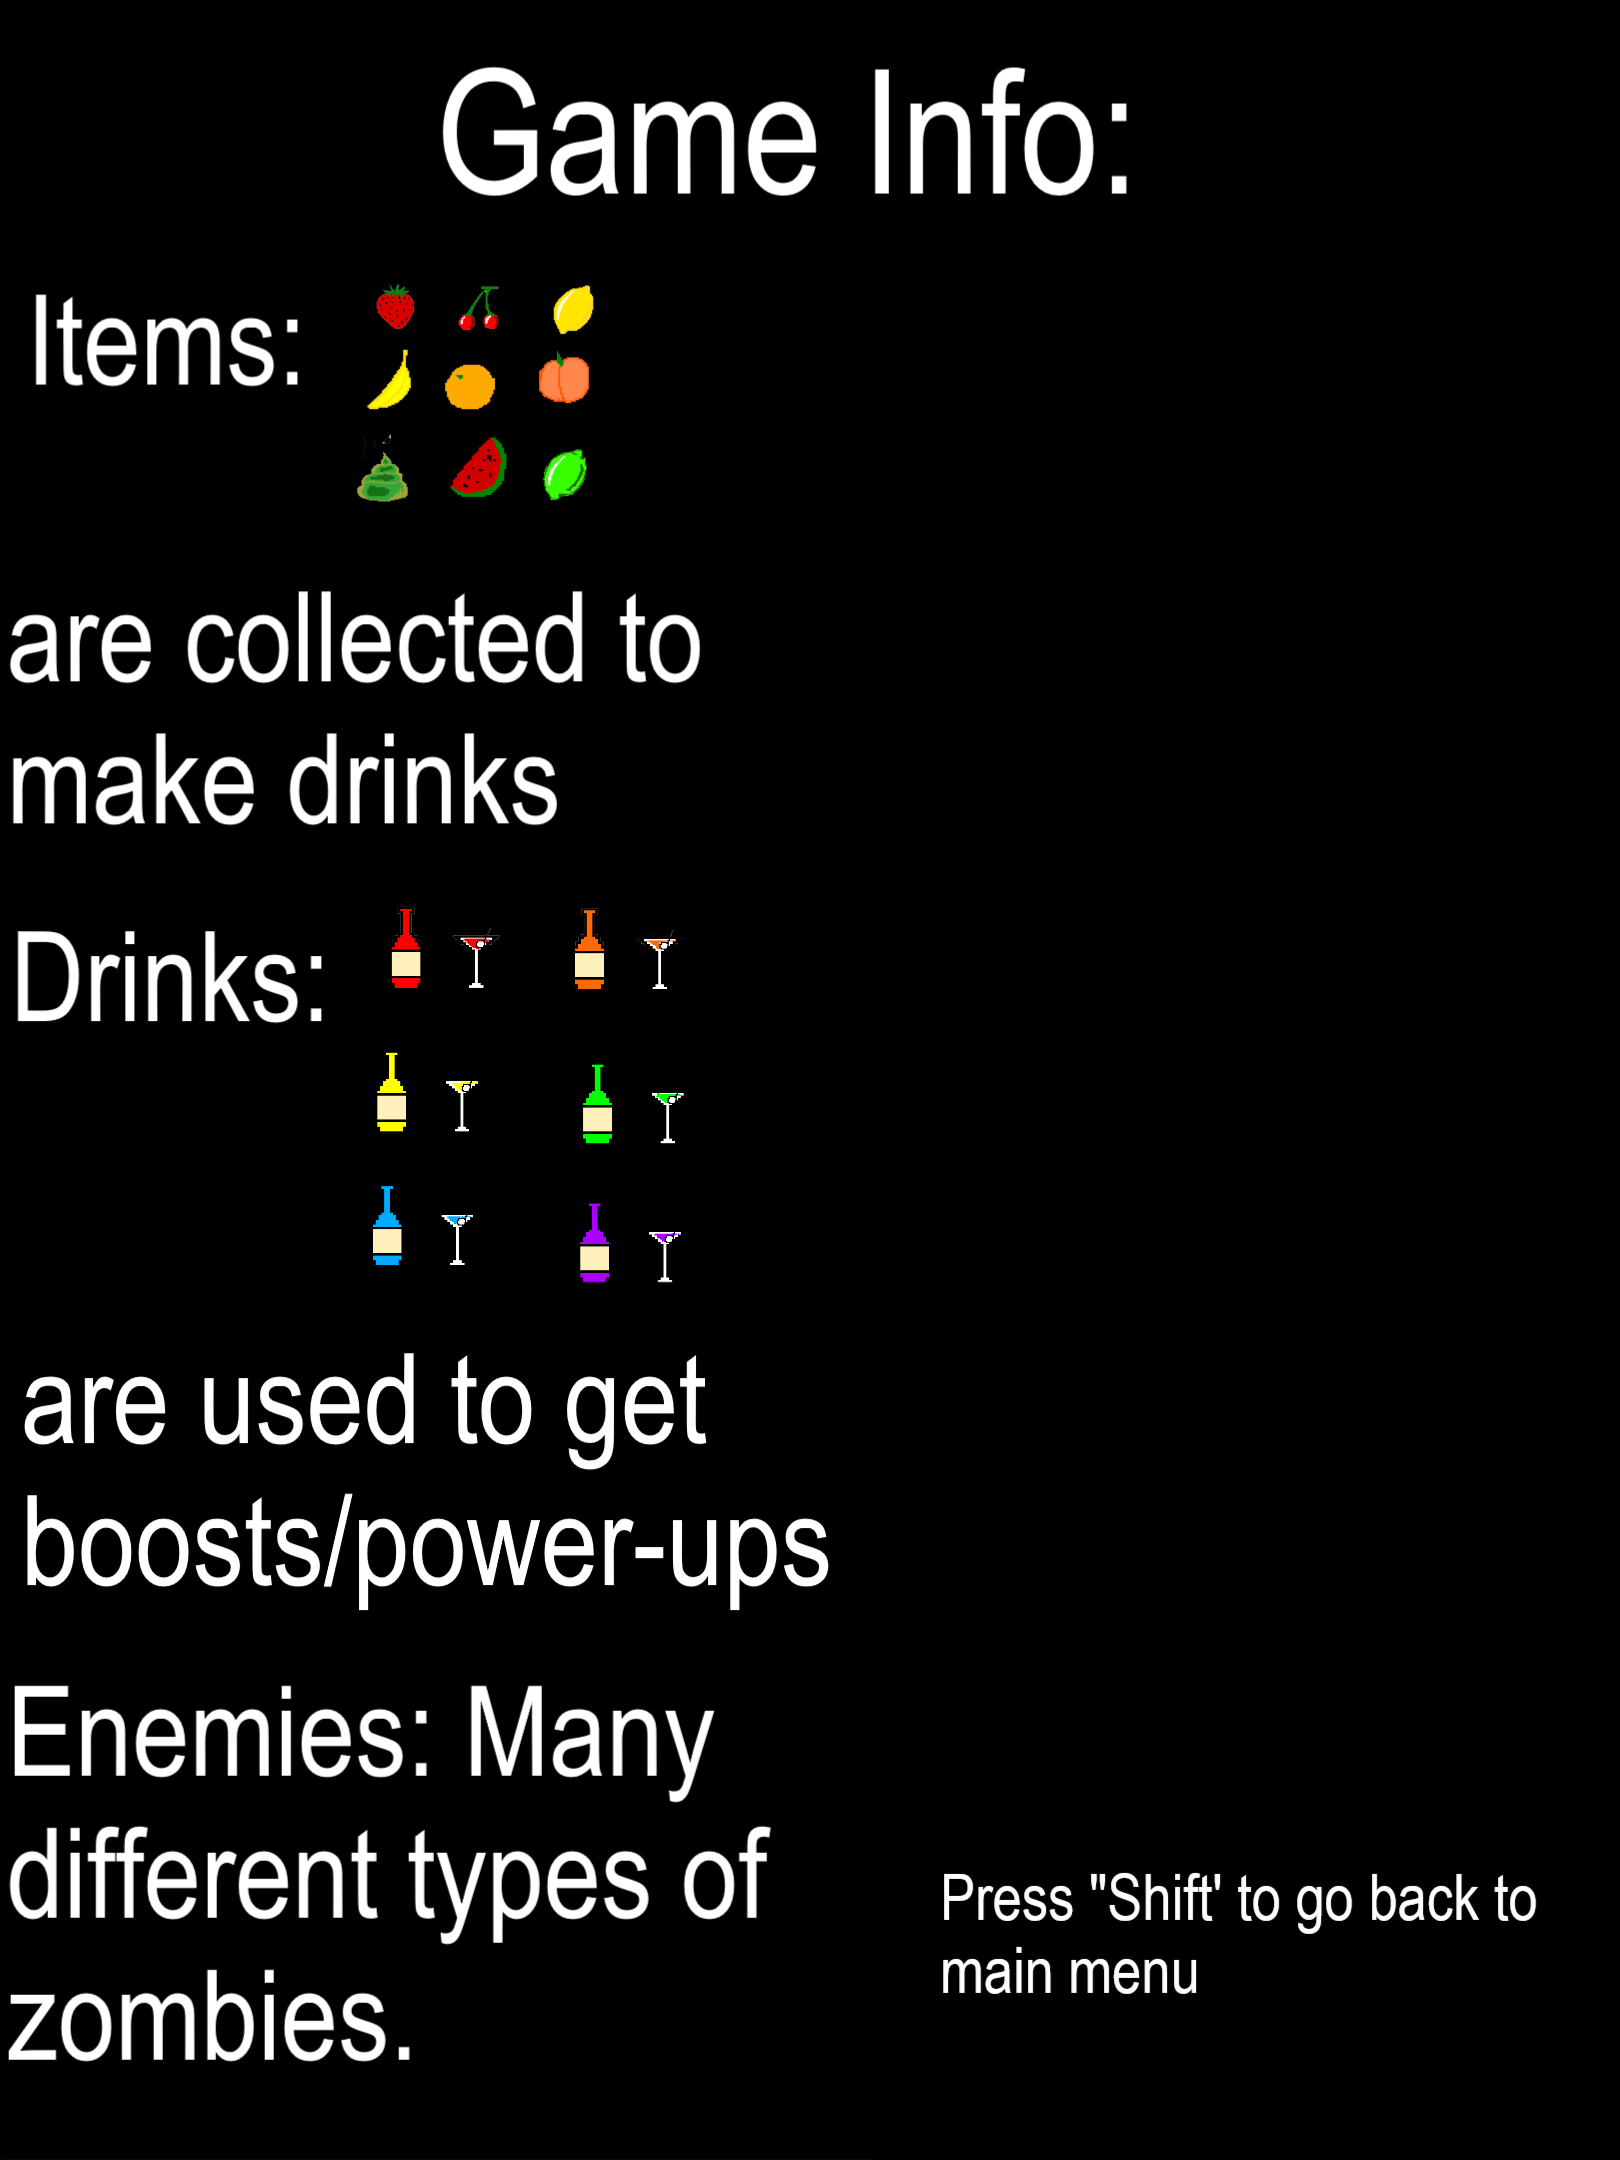 Game Info:
Items:
are collected to
make drinks
Drinks:
are used to get
boosts/power-ups
Enemies: Many
different types of
zombies.
Press "Shift' to go back to
main menu